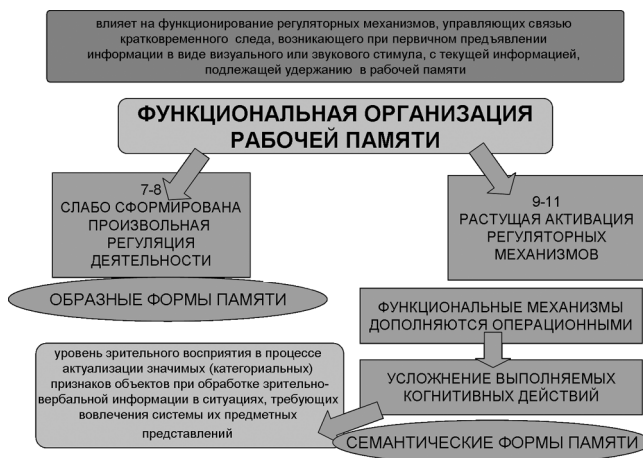 влияет на функционирование регуляторных механизмов, управляющих связью
кратковременного следа, возникающего при первичном предъявлении
информации в виде визуального или звукового стимула, с текущей информацией,
подлежащей удержанию в рабочей памяти
ФУНКЦИОНАЛЬНАЯ ОРГАНИЗАЦИЯ
РАБОЧЕЙ ПАМЯТИ
7-8
СЛАБО СФОРМИРОВАНА
ПРОИЗВОЛЬНАЯ
РЕГУЛЯЦИЯ
ДЕЯТЕЛЬНОСТИ
ОБРАЗНЫЕ ФОРМЫ ПАМЯТИ
9-11
РАСТУЩАЯ АКТИВАЦИЯ
РЕГУЛЯТОРНЫХ
МЕХАНИЗМОВ
ФУНКЦИОНАЛЬНЫЕ МЕХАНИЗМЫ
ДОПОЛНЯЮТСЯ ОПЕРАЦИОННЫМИ
УСЛОЖНЕНИЕ ВЫПОЛНЯЕМЫХ
КОГНИТИВНЫХ ДЕЙСТВИЙ
СЕМАНТИЧЕСКИЕ ФОРМЫ ПАМЯТИ
уровень зрительного восприятия в процессе
актуализации значимых (категориальных)
признаков объектов при обработке зрительно-
вербальной информации в ситуациях, требующих
вовлечения системы их предметных
представлений